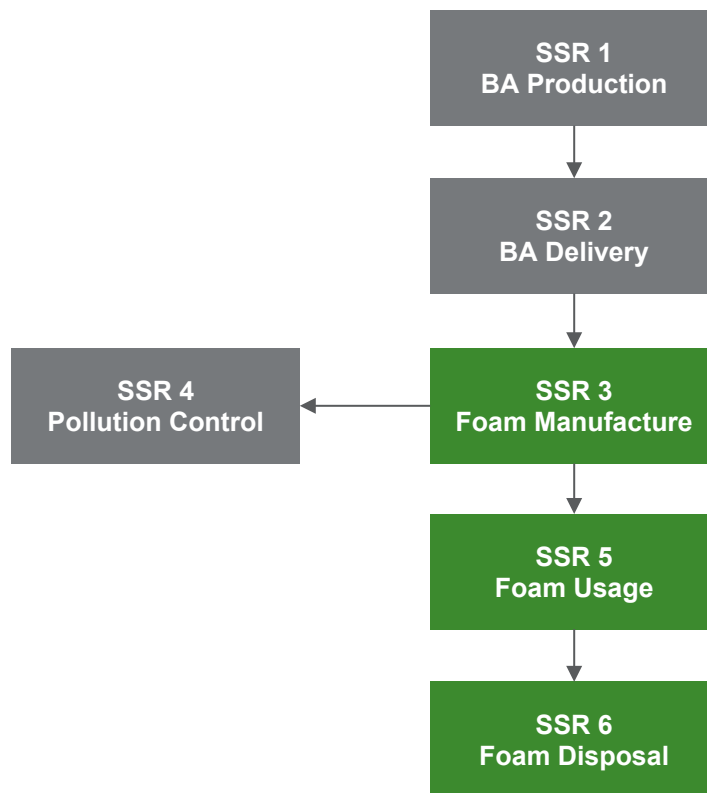 SSR 1
BA Production
SSR 2
BA Delivery
SSR 4
Pollution Control
SSR 3
Foam Manufacture
SSR 5
Foam Usage
SSR 6
Foam Disposal